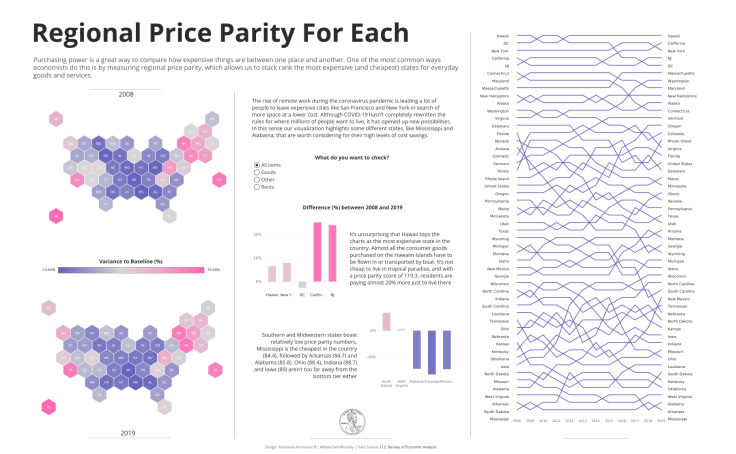 Regional Price Parity For Each
Purchasing power is a great way to compare how expensive things are between one place and another. One of the most common ways
economists do this is by measuring regional price parity, which allows us to stack rank the most expensive (and cheapest) states for everyday
goods and services.
2008
Variance to Baseline (%)
2019
The rise of remote work during the coronavirus pandemic is leading a lot of
people to leave expensive cities like San Francisco and New York in search of
more space at a lower cost. Although COVID-19 hasn't completely rewritten the
rules for where millions of people want to live, it has opened up new possibilities.
In this sense our visualization highlights some different states, like Mississippi and
Alabama, that are worth considering for their high levels of cost savings.
What do you want to check?
All items
Goods
Other
Rents
Difference (%) between 2008 and 2019
20%
10%
0%
Hawaii
New Y..
DC
Califor..
NJ
It's unsurprising that Hawaii tops the
charts as the most expensive state in the
country. Almost all the consumer goods
purchased on the Hawaiian Islands have to
be flown in or transported by boat. It's not
cheap to live in tropical paradise, and with
a price parity score of 119.3, residents are
paying almost 20% more just to live there
Southern and Midwestern states boast
relatively low price parity numbers.
Mississippi is the cheapest in the country
(84.4), followed by Arkansas (84.7) and
Alabama (85.8). Ohio (88.4), Indiana (88.7)
and Iowa (89) aren't too far away from the
bottom tier either
0%
-10%
South
Dakota
West
Virginia
Alabama
Arkansas
Hawaii
DC
New York
California
NJ
Connecticut
Maryland
Massachusetts
New Hampshire
Alaska
Washington
Virginia
Delaware
Florida
Nevada
Arizona
Colorado
Vermont
Illinois
Rhode Island
United States
Oregon
Pennsylvania
Maine
Minnesota
Utah
Texas
Wyoming
Michigan
Montana
Idaho
New Mexico
Georgia
Wisconsin
North Carolina
Indiana
South Carolina
Louisiana
Tennessee
Ohio
Nebraska
Kansas
Kentucky
Oklahoma
Iowa
North Dakota
Missouri
Alabama
West Virginia
Arkansas
South Dakota
Mississippi
2008 2009 2010 2011 2012 2013 2014 2015 2016 2017 2018 2019
Hawaii
California
New York
NJ
DC
Massachusetts
Washington
Maryland
New Hampshire
Alaska
Connecticut
Vermont
Oregon
Colorado
Rhode Island
Virginia
Florida
United States
Delaware
Maine
Minnesota
Illinois
Nevada
Pennsylvania
Texas
Utah
Arizona
Montana
Georgia
Wyoming
Michigan
Idaho
Wisconsin
North Carolina
South Carolina
New Mexico
Tennessee
Nebraska
North Dakota
Kansas
Iowa
Indiana
Missouri
Ohio
Louisiana
South Dakota
Kentucky
Oklahoma
West Virginia
Alabama
Arkansas
Mississippi